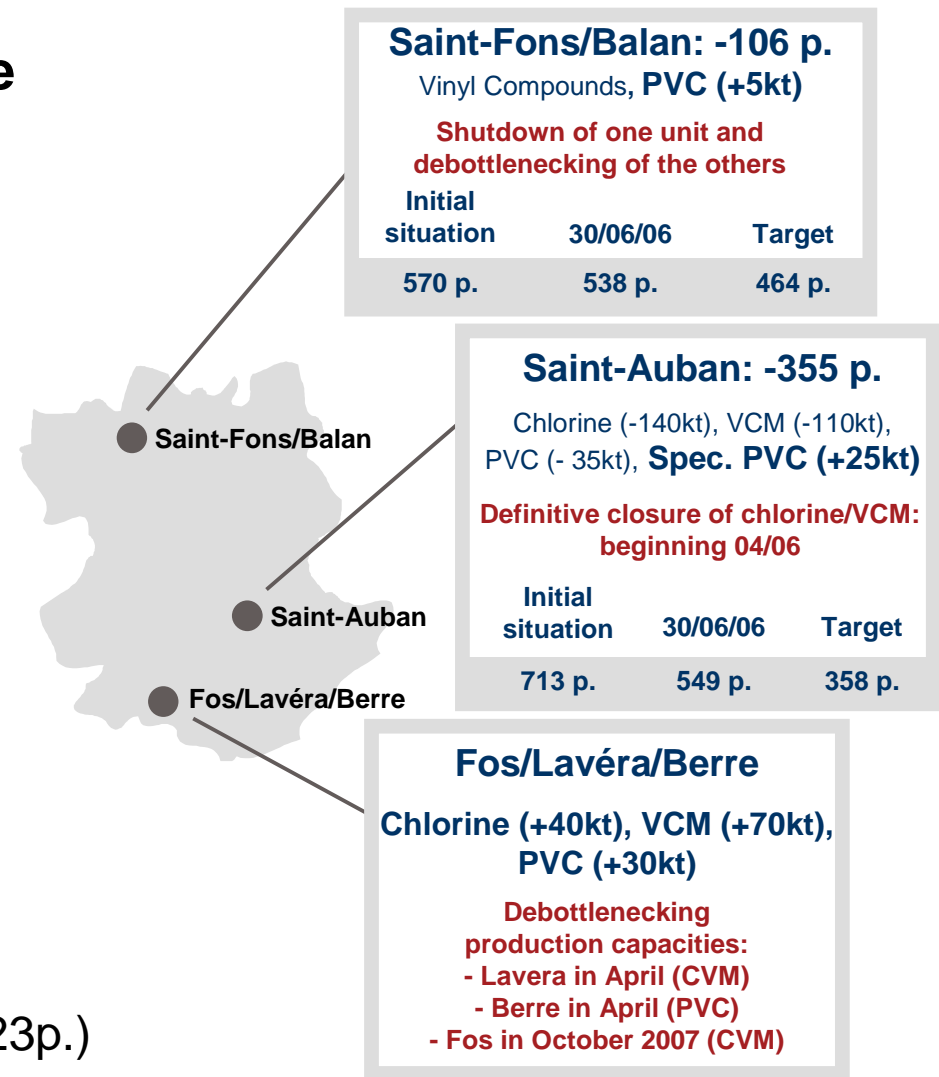 e
Saint-Fons/Balan: -106 p.
Vinyl Compounds, PVC (+5kt)
Shutdown of one unit and
debottlenecking of the others
Initial
situation 30/06/06 Target
570 p. 538 p. 464 p.
Saint-Auban: -355 p.
Chlorine (-140kt), VCM (-110kt),
PVC (- 35kt), Spec. PVC (+25kt)
Definitive closure of chlorine/VCM:
beginning 04/06
Initial
situation 30/06/06 Target
713 p. 549 p. 358 p.
Saint-Fons/Balan
Saint-Auban
Fos/Lavéra/Berre
Fos/Lavéra/Berre
Chlorine (+40kt), VCM (+70kt),
PVC (+30kt)
Debottlenecking
production capacities:
- Lavera in April (CVM)
- Berre in April (PVC)
- Fos in October 2007 (CVM)
23p.)